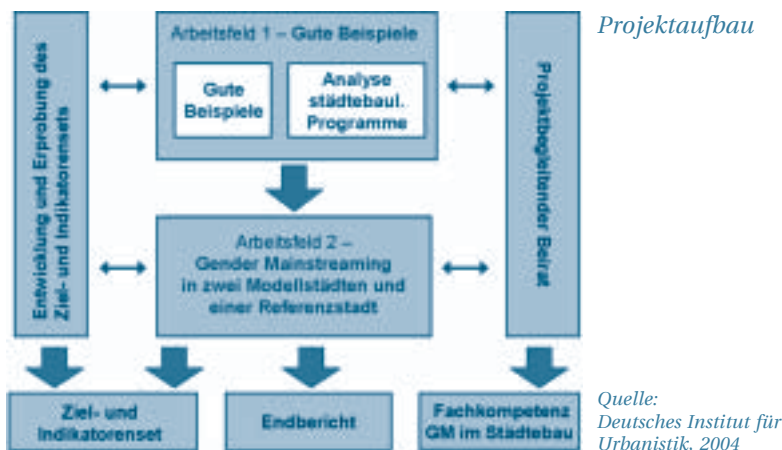 Projektaufbau
Arbeitsfeld 1 – Gute Beispiele
Gute
Beispiele
Analyse
städtebaul.
Programme
Entwicklung und Erprobung des
Ziel- und Indikatorensets
Projektbegleitender Beirat
Arbeitsfeld 2 –
Gender Mainstreaming
in zwei Modellstädten und
einer Referenzstadt
Ziel- und
Indikatorenset
Endbericht
Fachkompetenz
GM im Städtebau
Quelle:
Deutsches Institut für
Urbanistik, 2004